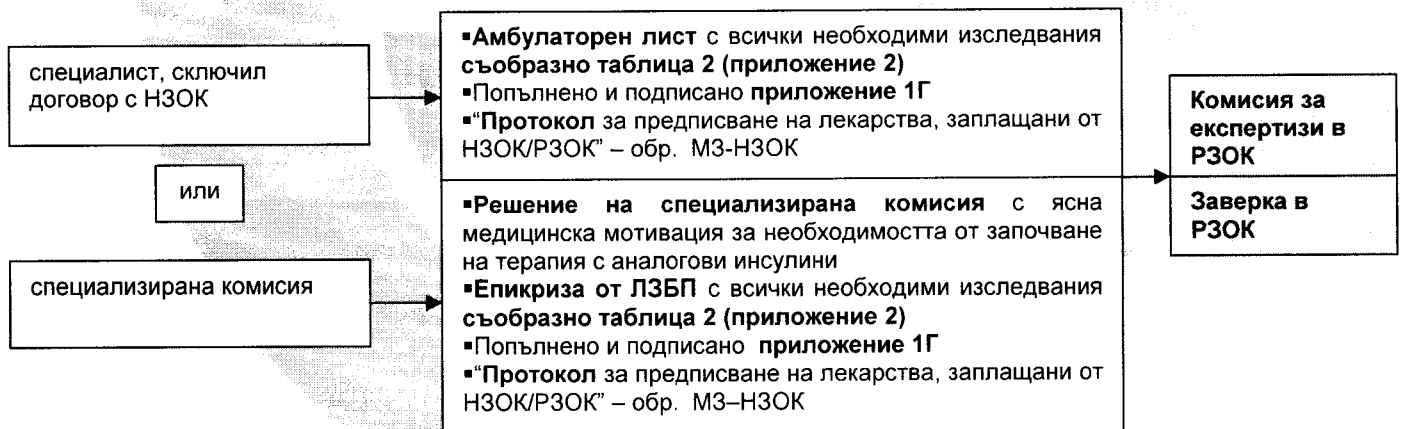 специалист, сключил
договор с НЗОК
или
специализирана комисия
▪Амбулаторен лист с всички необходими изследвания
съобразно таблица 2 (приложение 2)
▪Попълнено и подписано приложение 1Г
▪“Протокол за предписване на лекарства, заплащани от
НЗОК/РЗОК” – обр. МЗ-НЗОК
▪Решение на специализирана комисия с ясна
медицинска мотивация за необходимостта от започване
на терапия с аналогови инсулини
▪Епикриза от ЛЗБП с всички необходими изследвания
съобразно таблица 2 (приложение 2)
▪Попълнено и подписано приложение 1Г
▪“Протокол за предписване на лекарства, заплащани от
НЗОК/РЗОК” – обр. МЗ–НЗОК
Комисия за
експертизи в
РЗОК
Заверка в
РЗОК